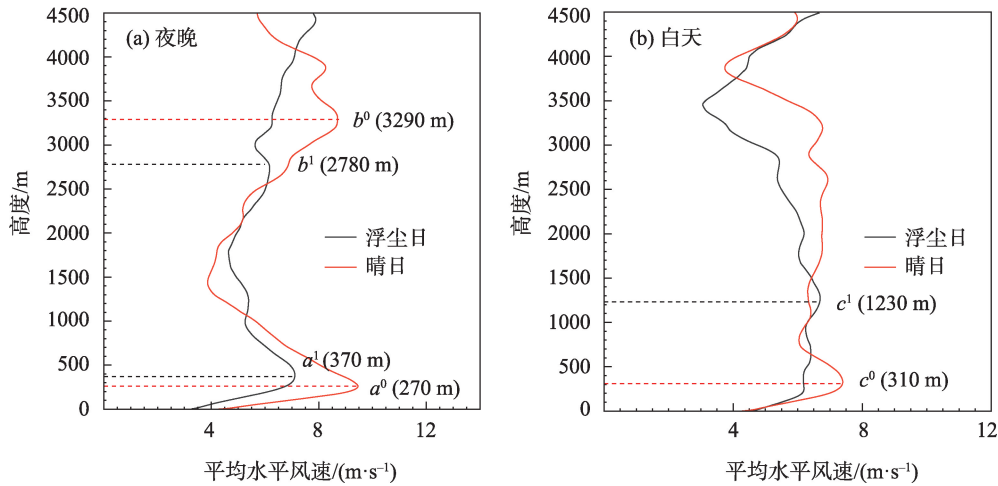 4500
4000
3500
3000
2500
2000
1500
1000
500
0
高度/m
(a) 夜晚
b⁰ (3290 m)
b¹ (2780 m)
浮尘日
晴日
a¹ (370 m)
a⁰ (270 m)
4 8 12
平均水平风速/(m·s⁻¹)
4500
4000
3500
3000
2500
2000
1500
1000
500
0
高度/m
(b) 白天
浮尘日
晴日
c¹
(1230 m)
c⁰ (310 m)
4 8 12
平均水平风速/(m·s⁻¹)